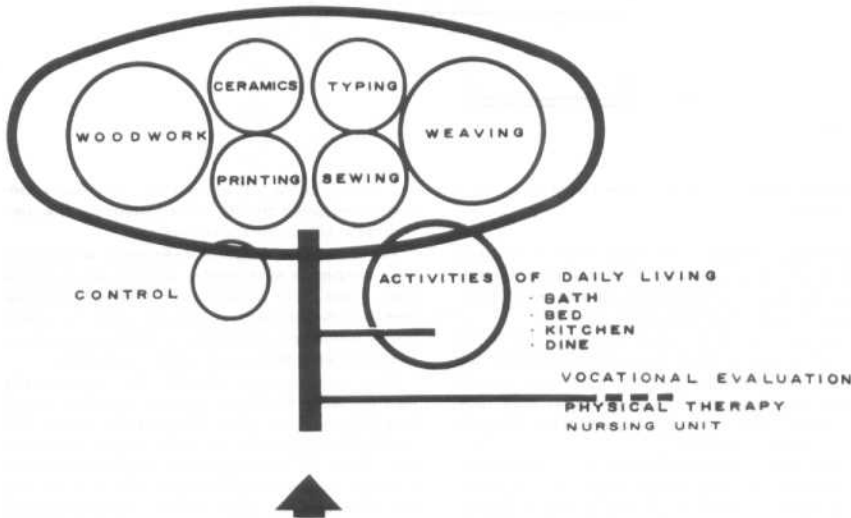 CERAMICS
TYPING
WOODWORK
WEAVING
PRINTING
SEWING
CONTROL
ACTIVITIES OF DAILY LIVING
· BATH
· BED
· KITCHEN
· DINE
VOCATIONAL EVALUATION
PHYSICAL THERAPY
NURSING UNIT